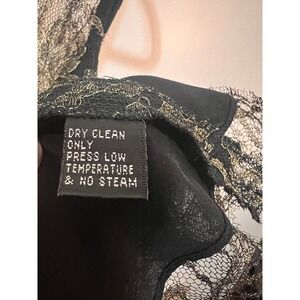 DRY CLEAN
ONLY
PRESS LOW
TEMPERATURE
& NO STEAM